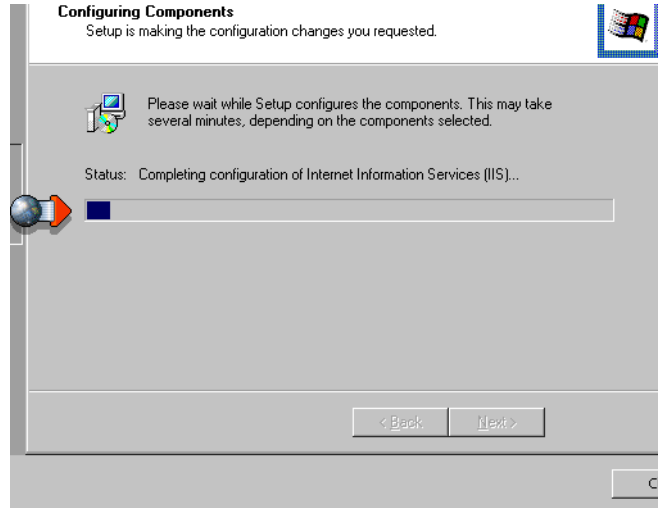 Configuring Components
Setup is making the configuration changes you requested.
Please wait while Setup configures the components. This may take
several minutes, depending on the components selected.
Status: Completing configuration of Internet Information Services (IIS)...
< Back
Next >
C